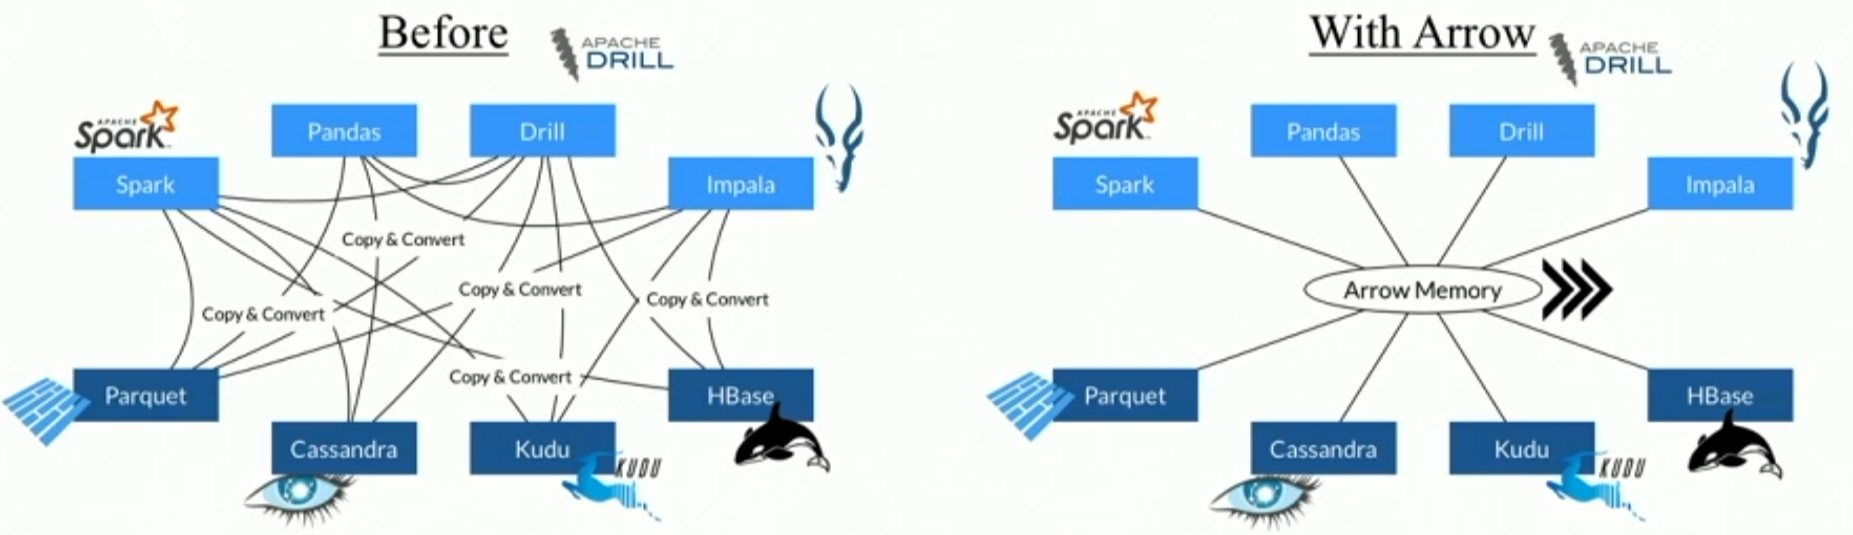 Before
APACHE
DRILL
APACHE
Spark
Pandas
Drill
Spark
Impala
Copy & Convert
Copy & Convert
Copy & Convert
Copy & Convert
Copy & Convert
Parquet
HBase
Cassandra
Kudu
KUDU
With Arrow
APACHE
DRILL
APACHE
Spark
Pandas
Drill
Spark
Impala
Arrow Memory
Parquet
HBase
Cassandra
Kudu
KUDU